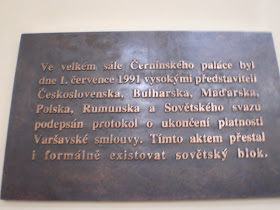 Ve velkém sále Černínského paláce byl
dne 1. července 1991 vysokými představiteli
Československa, Bulharska, Maďarska,
Polska, Rumunska a Sovětského svazu
podepsán protokol o ukončení platnosti
Varšavské smlouvy. Tímto aktem přestal
i formálně existovat sovětský blok.